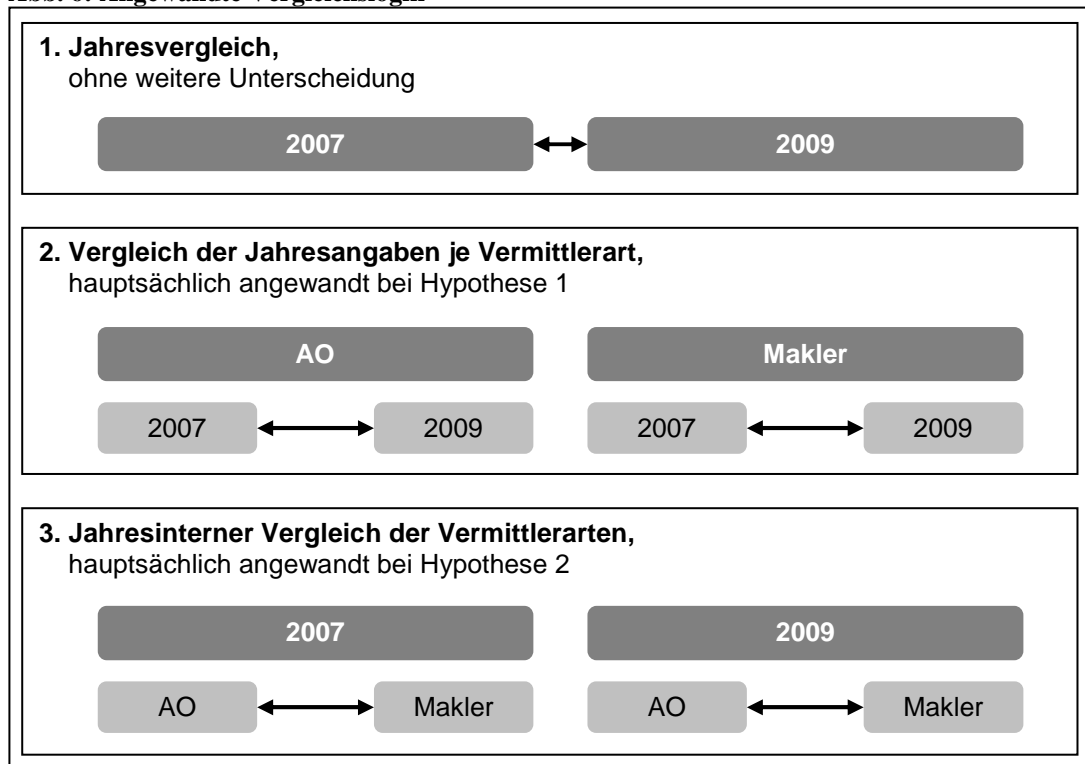 1. Jahresvergleich,
ohne weitere Unterscheidung
2007 2009
2. Vergleich der Jahresangaben je Vermittlerart,
hauptsächlich angewandt bei Hypothese 1
AO Makler
2007 2009 2007 2009
3. Jahresinterner Vergleich der Vermittlerarten,
hauptsächlich angewandt bei Hypothese 2
2007 2009
AO Makler AO Makler